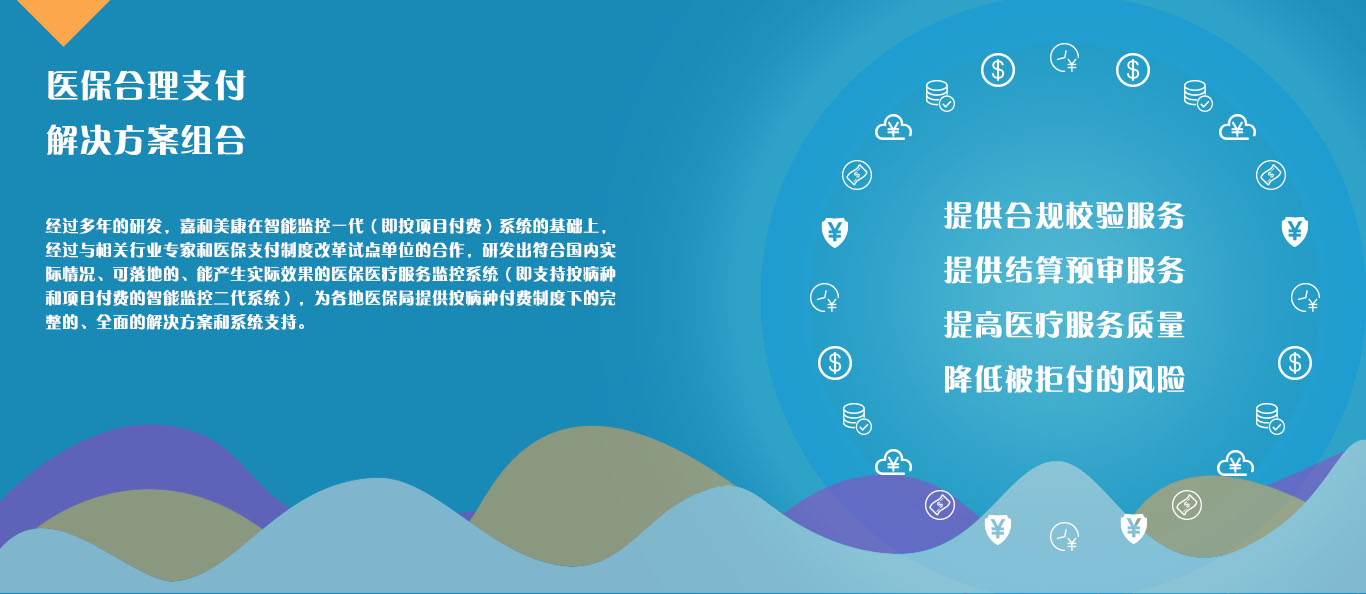 医保合理支付
解决方案组合
经过多年的研发，嘉和美康在智能监控一代（即按项目付费）系统的基础上，
经过与相关行业专家和医保支付制度改革试点单位的合作，研发出符合国内实
际情况、可落地的、能产生实际效果的医保医疗服务监控系统（即支持按病种
和项目付费的智能监控二代系统），为各地医保局提供按病种付费制度下的完
整的、全面的解决方案和系统支持。
提供合规校验服务
提供结算预审服务
提高医疗服务质量
降低被拒付的风险